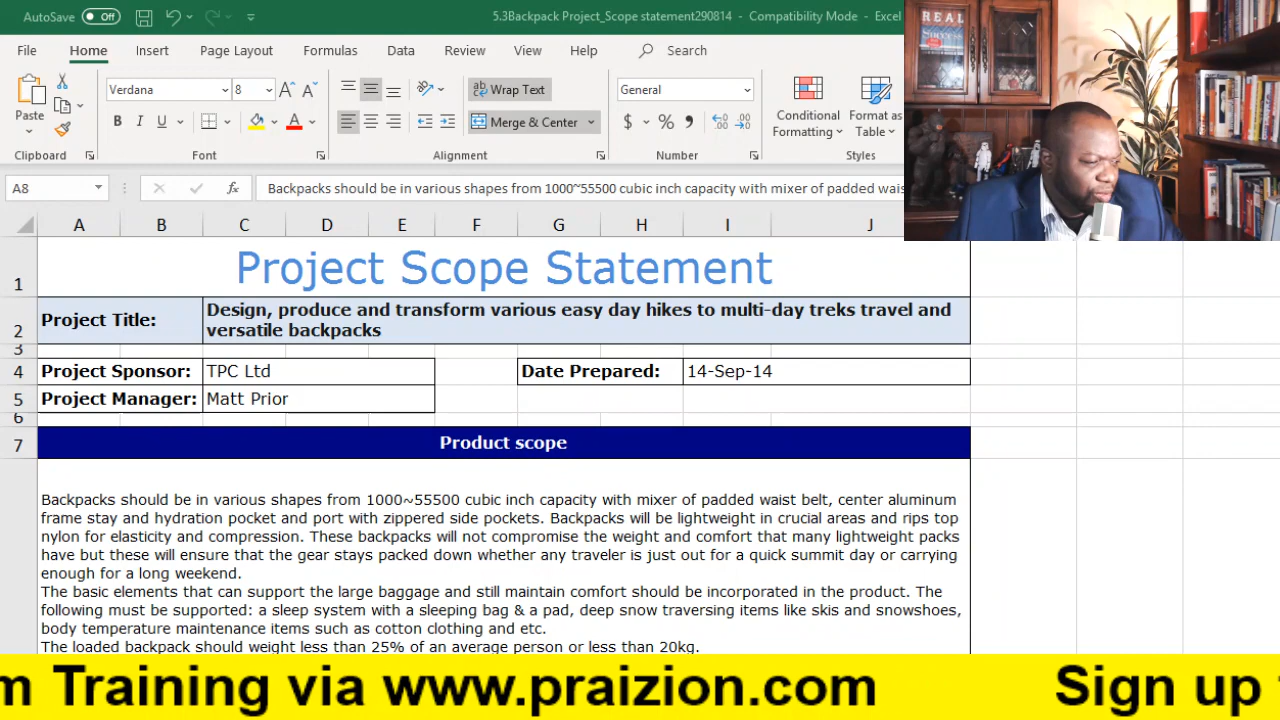 AutoSave Off 5.3Backpack Project_Scope statement290814 - Compatibility Mode - Excel
File Home Insert Page Layout Formulas Data Review View Help Search
Verdana 8 Wrap Text General
Paste B I U Merge & Center $ % Conditional Formatting Format as Table
Clipboard Font Alignment Number Styles
A8 fx Backpacks should be in various shapes from 1000~55500 cubic inch capacity with mixer of padded wais
A B C D E F G H I J
1 Project Scope Statement
2 Project Title: Design, produce and transform various easy day hikes to multi-day treks travel and
versatile backpacks
3
4 Project Sponsor: TPC Ltd Date Prepared: 14-Sep-14
5 Project Manager: Matt Prior
6
7 Product scope
Backpacks should be in various shapes from 1000~55500 cubic inch capacity with mixer of padded waist belt, center aluminum
frame stay and hydration pocket and port with zippered side pockets. Backpacks will be lightweight in crucial areas and rips top
nylon for elasticity and compression. These backpacks will not compromise the weight and comfort that many lightweight packs
have but these will ensure that the gear stays packed down whether any traveler is just out for a quick summit day or carrying
enough for a long weekend.
The basic elements that can support the large baggage and still maintain comfort should be incorporated in the product. The
following must be supported: a sleep system with a sleeping bag & a pad, deep snow traversing items like skis and snowshoes,
body temperature maintenance items such as cotton clothing and etc.
The loaded backpack should weight less than 25% of an average person or less than 20kg.
m Training via www.praizion.com Sign up
REAL
Success